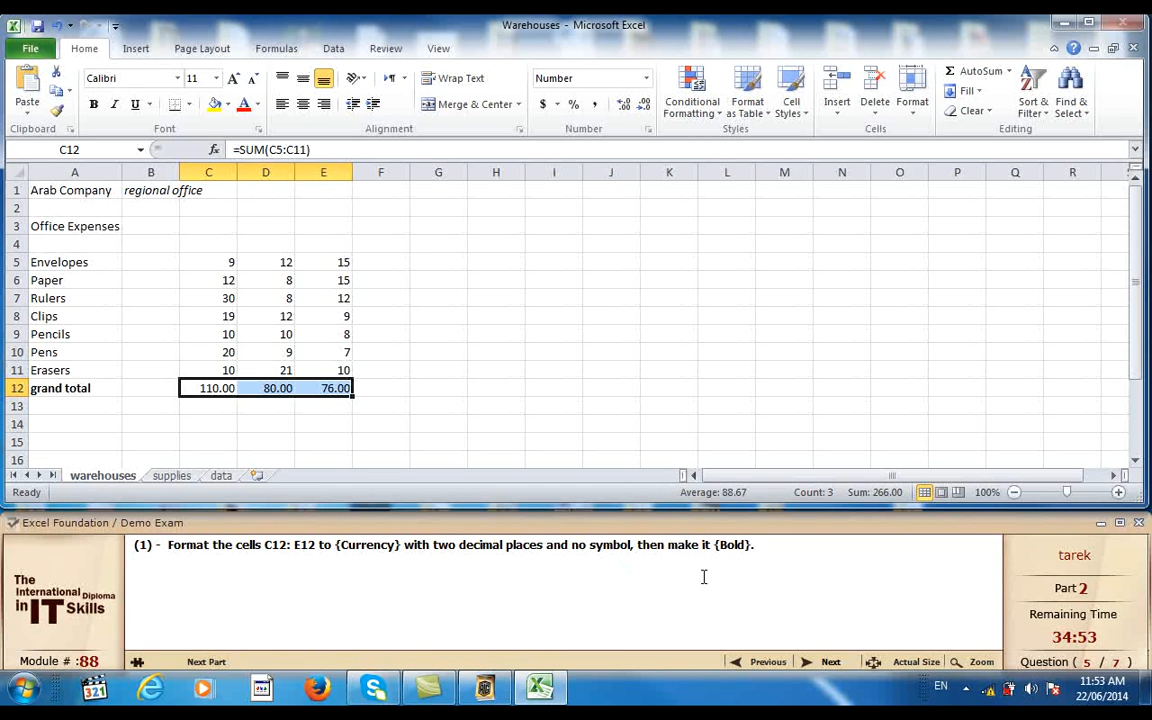 Warehouses - Microsoft Excel
File Home Insert Page Layout Formulas Data Review View
Paste
Calibri 11
Wrap Text
Merge & Center
Number
$ % ,
Conditional Formatting
Format as Table
Cell Styles
Insert Delete Format
AutoSum
Fill
Clear
Sort & Filter
Find & Select
Clipboard Font Alignment Number Styles Cells Editing
C12 fx =SUM(C5:C11)
A B C D E F G H I J K L M N O P Q R
1 Arab Company regional office
2
3 Office Expenses
4
5 Envelopes 9 12 15
6 Paper 12 8 15
7 Rulers 30 8 12
8 Clips 19 12 9
9 Pencils 10 10 8
10 Pens 20 9 7
11 Erasers 10 21 10
12 grand total 110.00 80.00 76.00
13
14
15
16
warehouses supplies data
Ready Average: 88.67 Count: 3 Sum: 266.00 100%
Excel Foundation / Demo Exam
(1) - Format the cells C12: E12 to {Currency} with two decimal places and no symbol, then make it {Bold}.
The
International Diploma
in IT Skills
Module # :88
tarek
Part 2
Remaining Time
34:53
Question ( 5 / 7 )
Next Part Previous Next Actual Size Zoom
321
EN
11:53 AM
22/06/2014